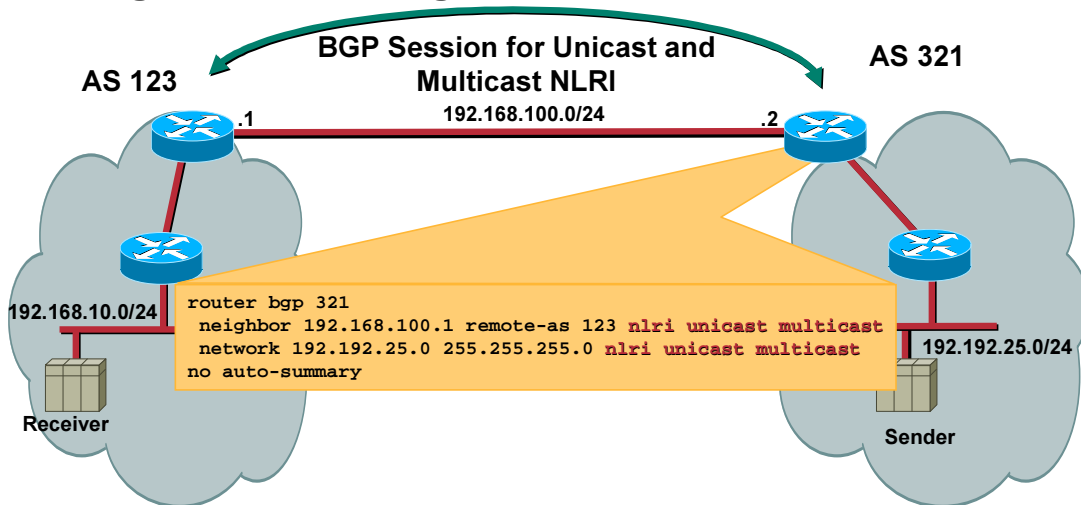 BGP Session for Unicast and
Multicast NLRI
AS 123
AS 321
192.168.100.0/24
.1
.2
192.168.10.0/24
router bgp 321
neighbor 192.168.100.1 remote-as 123 nlri unicast multicast
network 192.192.25.0 255.255.255.0 nlri unicast multicast
no auto-summary
192.192.25.0/24
Receiver
Sender